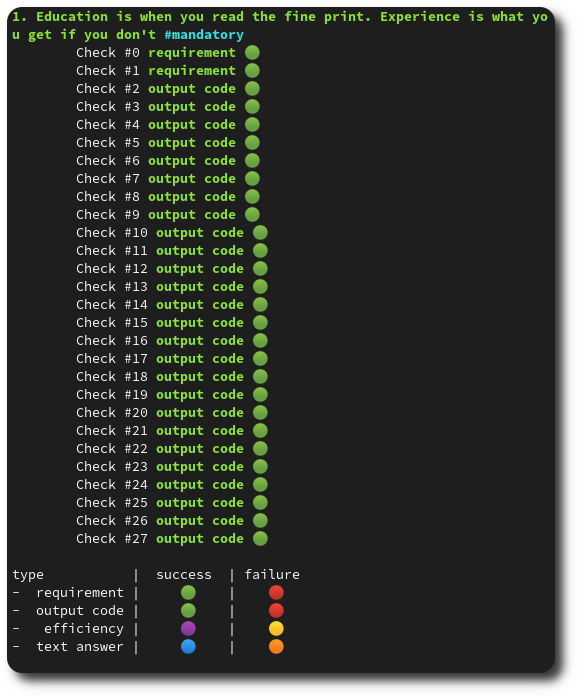 1. Education is when you read the fine print. Experience is what yo
u get if you don't #mandatory
Check #0 requirement
Check #1 requirement
Check #2 output code
Check #3 output code
Check #4 output code
Check #5 output code
Check #6 output code
Check #7 output code
Check #8 output code
Check #9 output code
Check #10 output code
Check #11 output code
Check #12 output code
Check #13 output code
Check #14 output code
Check #15 output code
Check #16 output code
Check #17 output code
Check #18 output code
Check #19 output code
Check #20 output code
Check #21 output code
Check #22 output code
Check #23 output code
Check #24 output code
Check #25 output code
Check #26 output code
Check #27 output code
type | success | failure
- requirement | |
- output code | |
- efficiency | |
- text answer | |